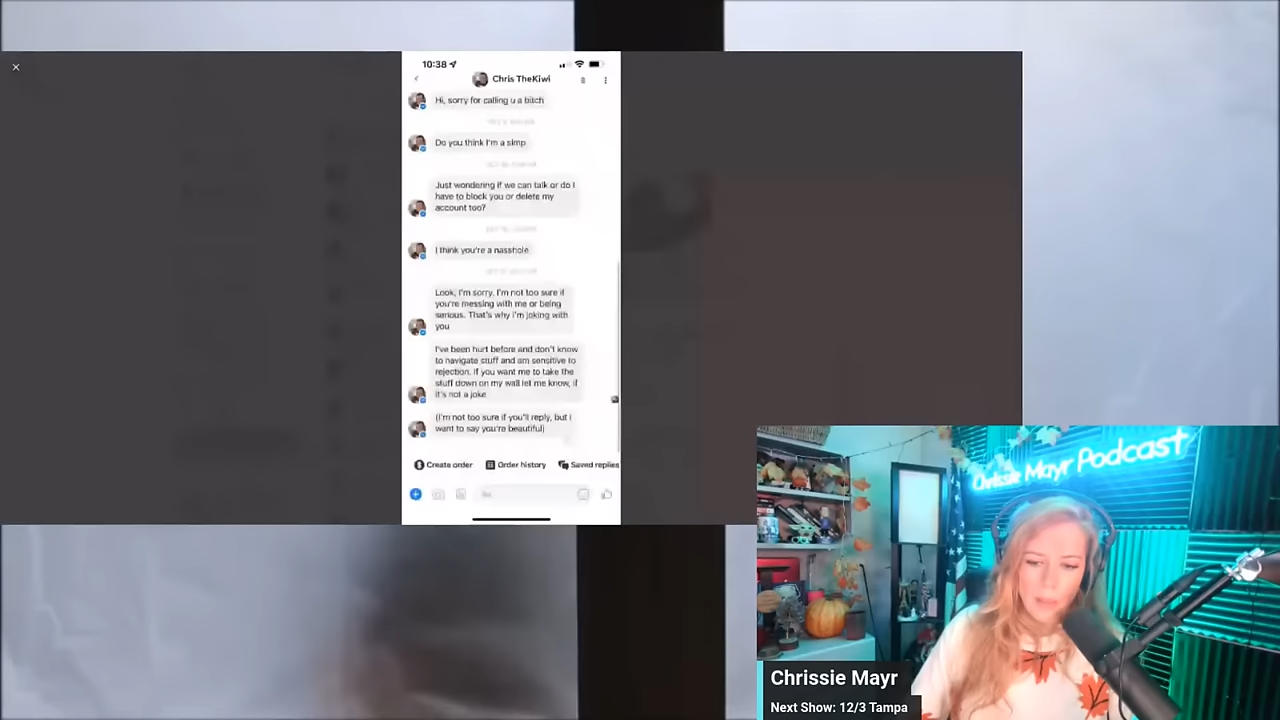 10:38
Chris TheKiwi
Hi, sorry for calling u a bitch
Do you think I'm a simp
Just wondering if we can talk or do I
have to block you or delete my
account too?
I think you're a nasshole
Look, I'm sorry. I'm not too sure if
you're messing with me or being
serious. That's why i'm joking with
you
I've been hurt before and don't know
to navigate stuff and am sensitive to
rejection. If you want me to take the
stuff down on my wall let me know, if
it's not a joke
(I'm not too sure if you'll reply, but I
want to say you're beautiful)
Create order
Order history
Saved replies
Aa
Chrissie Mayr Podcast
Chrissie Mayr
Next Show: 12/3 Tampa